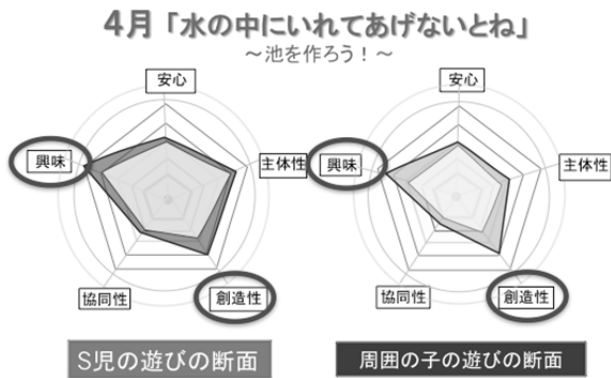 4月「水の中にいれてあげないとね」
～池を作ろう！～
安心
興味
主体性
協同性
創造性
S児の遊びの断面
安心
興味
主体性
協同性
創造性
周囲の子の遊びの断面